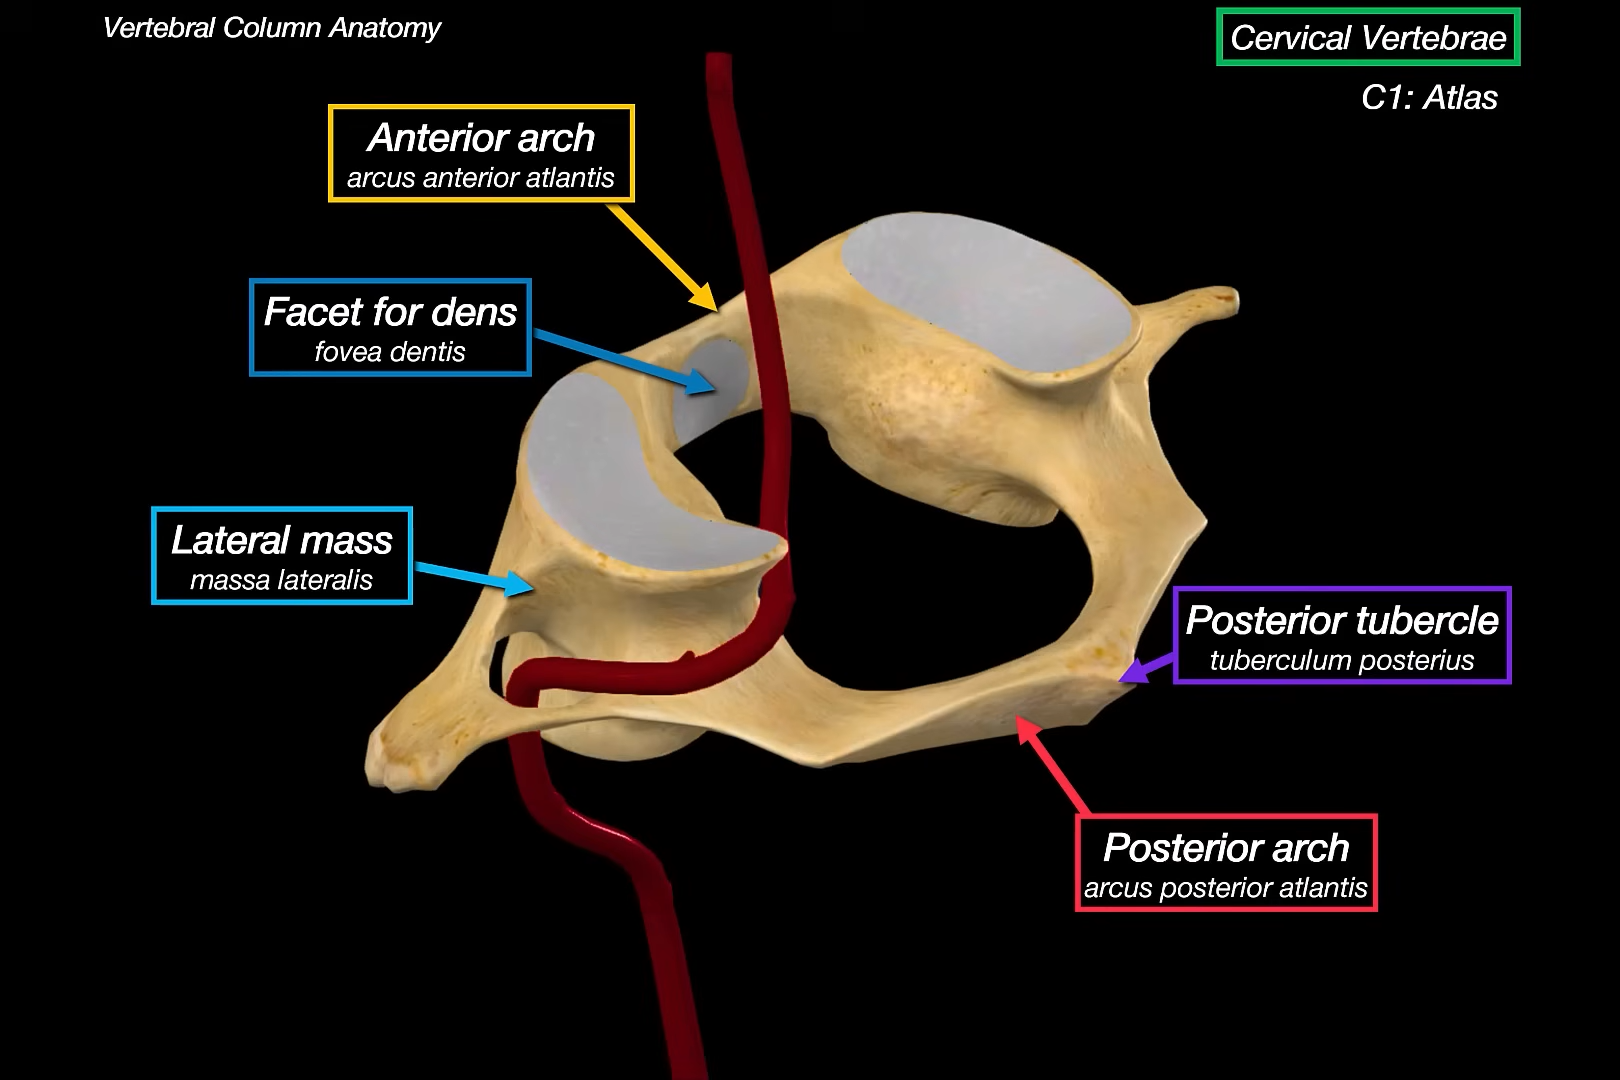 Vertebral Column Anatomy
Cervical Vertebrae
C1: Atlas
Anterior arch
arcus anterior atlantis
Facet for dens
fovea dentis
Lateral mass
massa lateralis
Posterior tubercle
tuberculum posterius
Posterior arch
arcus posterior atlantis